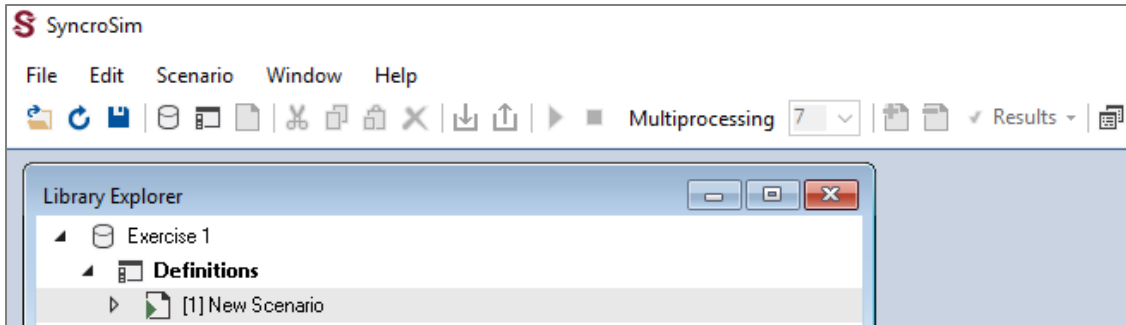 SyncroSim
File Edit Scenario Window Help
Multiprocessing 7 Results
Library Explorer
Exercise 1
Definitions
[1] New Scenario